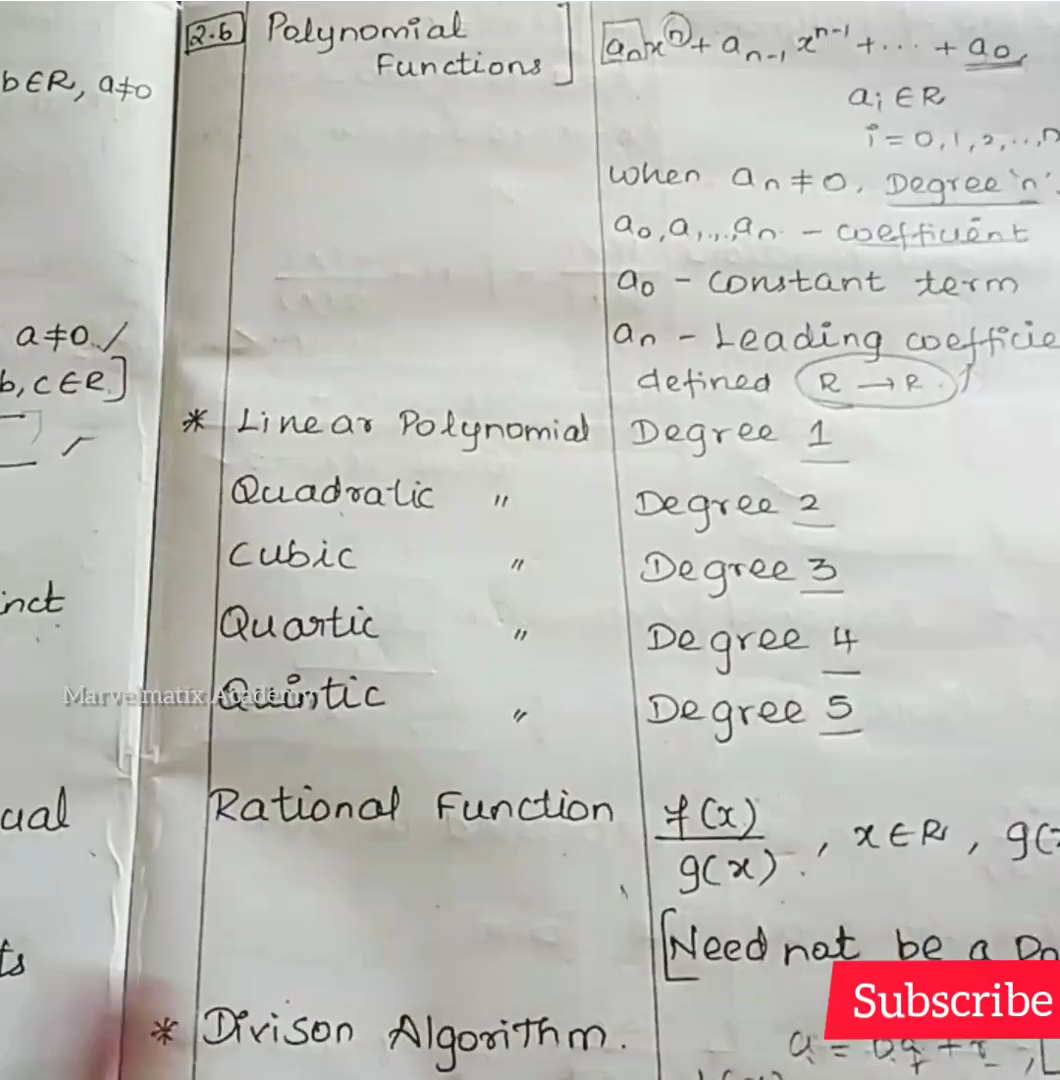 b∈R, a≠0
a≠0 /
b, c ∈ R.]
inct
ual
ts
2.6 Polynomial Functions] aₙxⁿ + aₙ₋₁ xⁿ⁻¹ + ... + a₀,
aᵢ ∈ R
i = 0, 1, 2, ..., n
when aₙ ≠ 0, Degree 'n'.
a₀, a₁, ..., aₙ - coefficient
a₀ - constant term
aₙ - Leading coefficie
defined R → R.
* Linear Polynomial Degree 1
Quadratic " Degree 2
Cubic " Degree 3
Quartic " Degree 4
Quintic " Degree 5
Marvelmatix Academy
Rational Function f(x)/g(x), x ∈ R, g(x
[Need not be a Po
Subscribe
* Divison Algorithm. a = bq + r, [